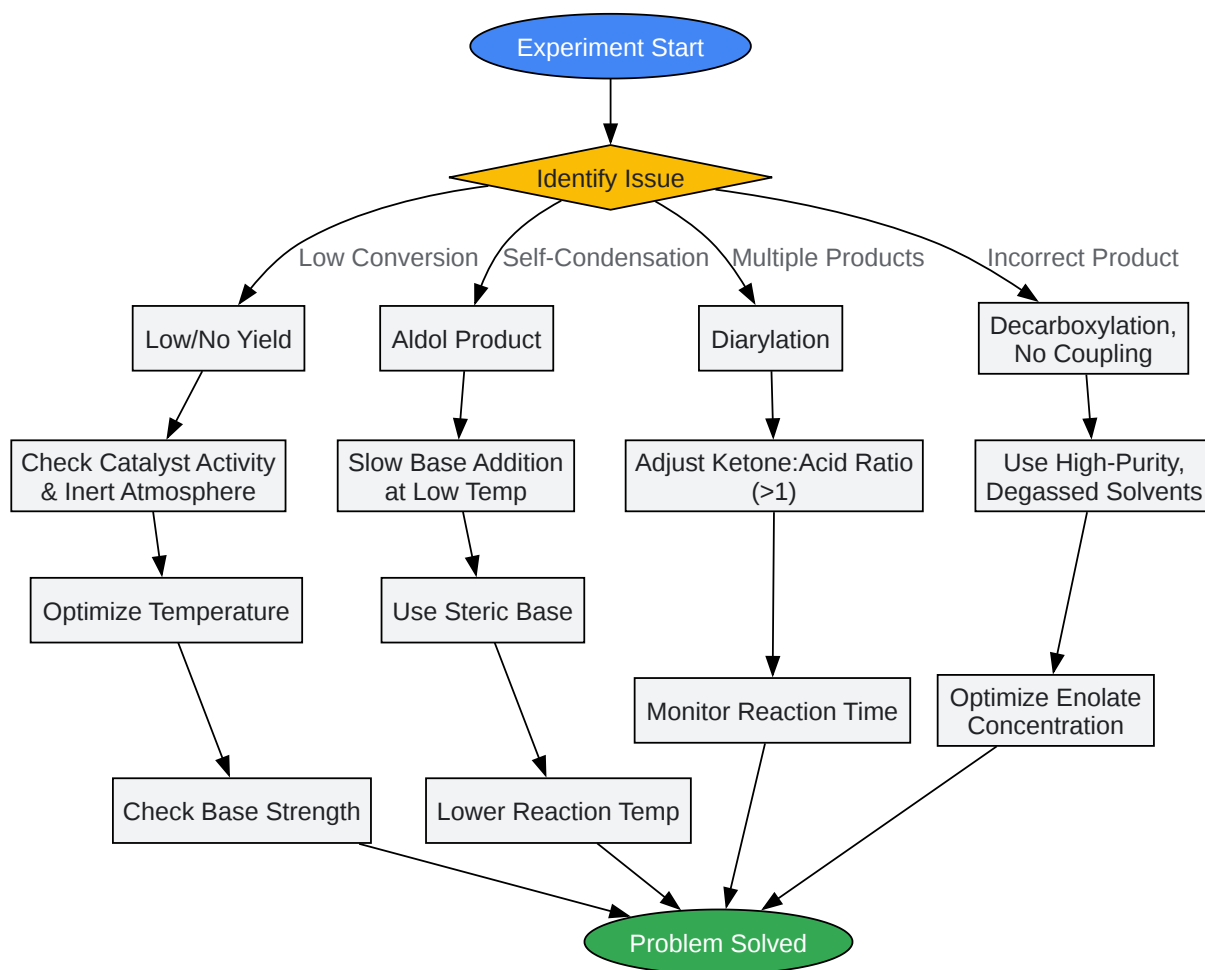 Experiment Start
Identify Issue
Low Conversion
Self-Condensation
Multiple Products
Incorrect Product
Low/No Yield
Aldol Product
Diarylation
Decarboxylation,
No Coupling
Check Catalyst Activity
& Inert Atmosphere
Slow Base Addition
at Low Temp
Adjust Ketone:Acid Ratio
(>1)
Use High-Purity,
Degassed Solvents
Optimize Temperature
Use Steric Base
Monitor Reaction Time
Optimize Enolate
Concentration
Check Base Strength
Lower Reaction Temp
Problem Solved